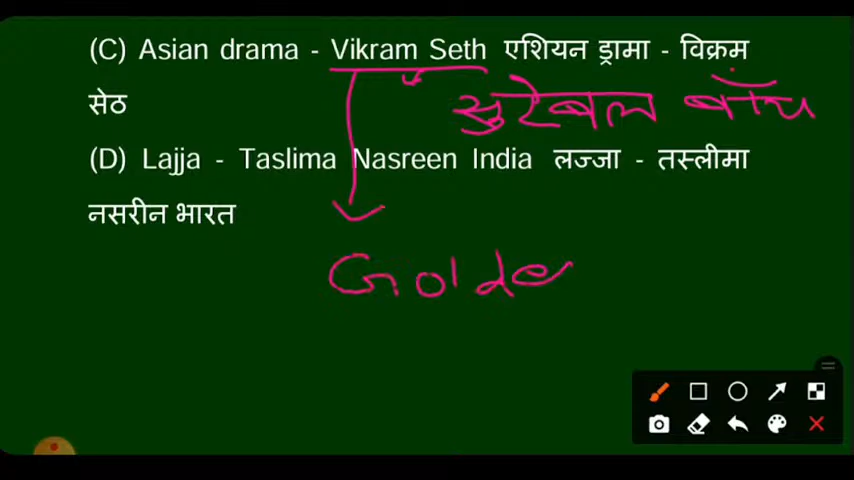 (C) Asian drama - Vikram Seth एशियन ड्रामा - विक्रम
सेठ
सुरेबल बॉय
(D) Lajja - Taslima Nasreen India लज्जा - तस्लीमा
नसरीन भारत
Golde